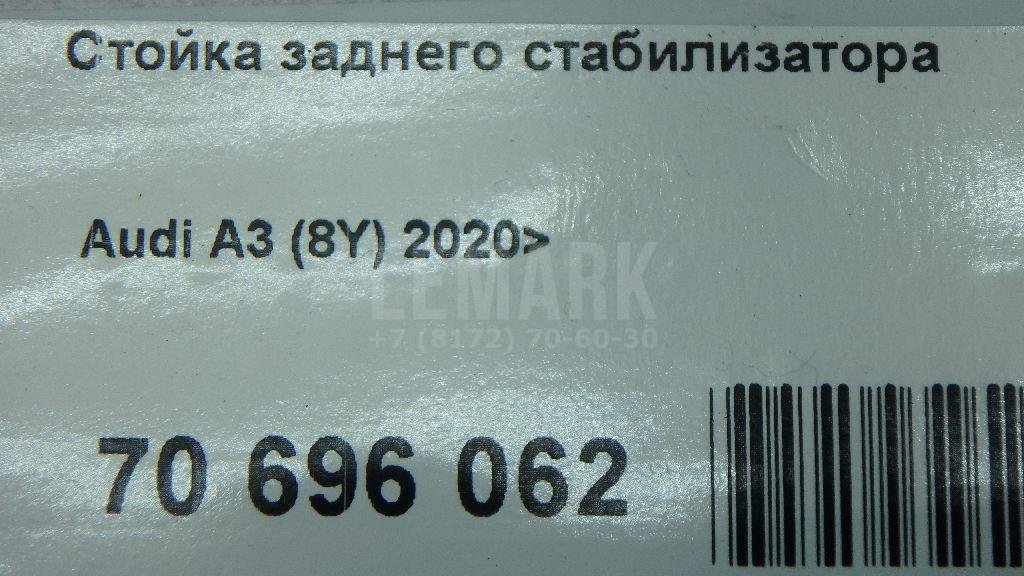 Стойка заднего стабилизатора
Audi A3 (8Y) 2020>
LEMARK
+7 (8172) 70-60-30
70 696 062